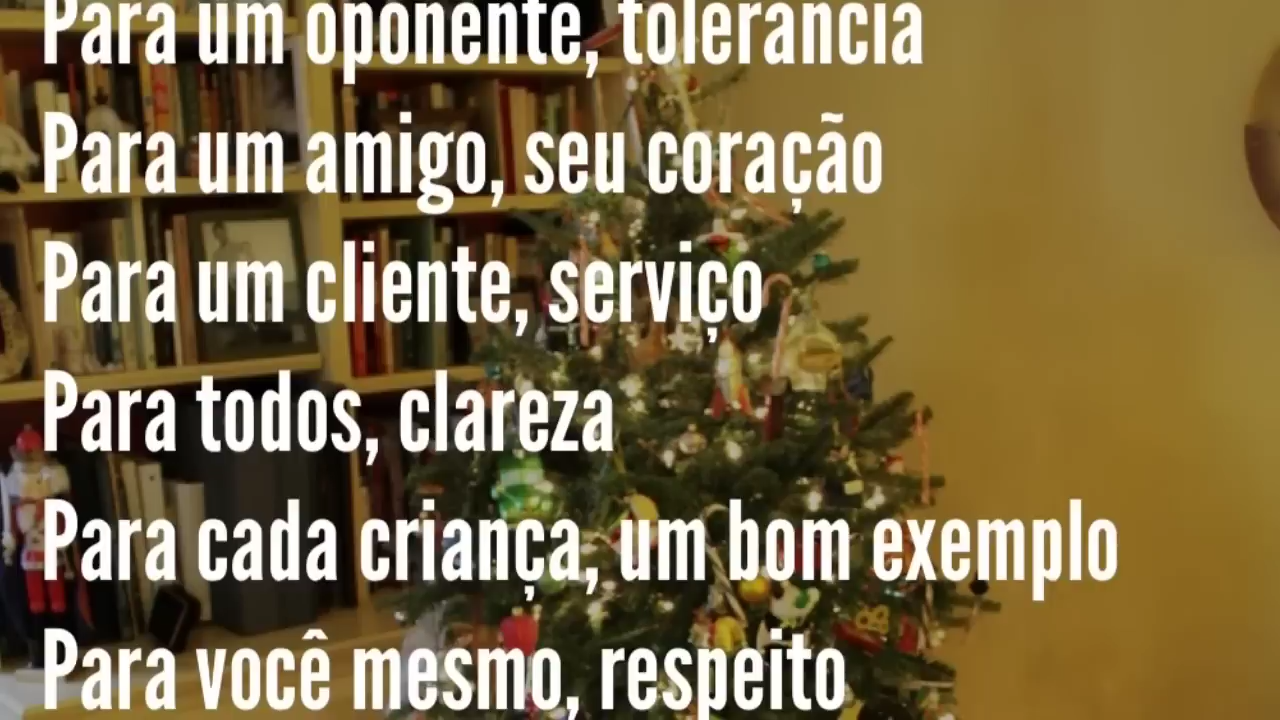 Para um oponente, tolerância
Para um amigo, seu coração
Para um cliente, serviço
Para todos, clareza
Para cada criança, um bom exemplo
Para você mesmo, respeito